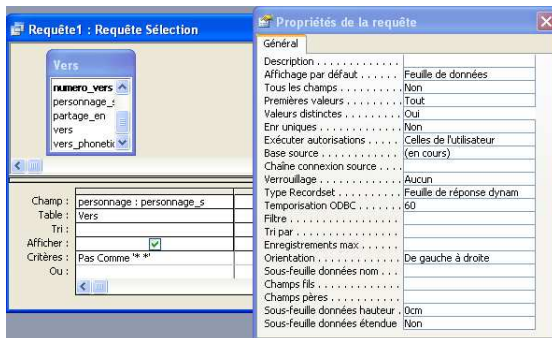 Requête1 : Requête Sélection
Vers
numero_vers
personnage_s
partage_en
vers
vers_phonetic
Champ : personnage : personnage_s
Table : Vers
Tri :
Afficher :
Critères : Pas Comme '* *'
Ou :
Propriétés de la requête
Général
Description . . . . . . . . . . . . .
Affichage par défaut . . . . . . Feuille de données
Tous les champs . . . . . . . . . . Non
Premières valeurs . . . . . . . . . Tout
Valeurs distinctes . . . . . . . . . Oui
Enr uniques . . . . . . . . . . . . . Non
Exécuter autorisations . . . . . Celles de l'utilisateur
Base source . . . . . . . . . . . . . (en cours)
Chaîne connexion source . . . .
Verrouillage . . . . . . . . . . . . . Aucun
Type Recordset . . . . . . . . . . Feuille de réponse dynam
Temporisation ODBC . . . . . . . 60
Filtre . . . . . . . . . . . . . . . . . .
Tri par . . . . . . . . . . . . . . . . .
Enregistrements max . . . . . .
Orientation . . . . . . . . . . . . . De gauche à droite
Sous-feuille données nom . . .
Champs fils . . . . . . . . . . . . .
Champs pères . . . . . . . . . . . .
Sous-feuille données hauteur . 0cm
Sous-feuille données étendue Non